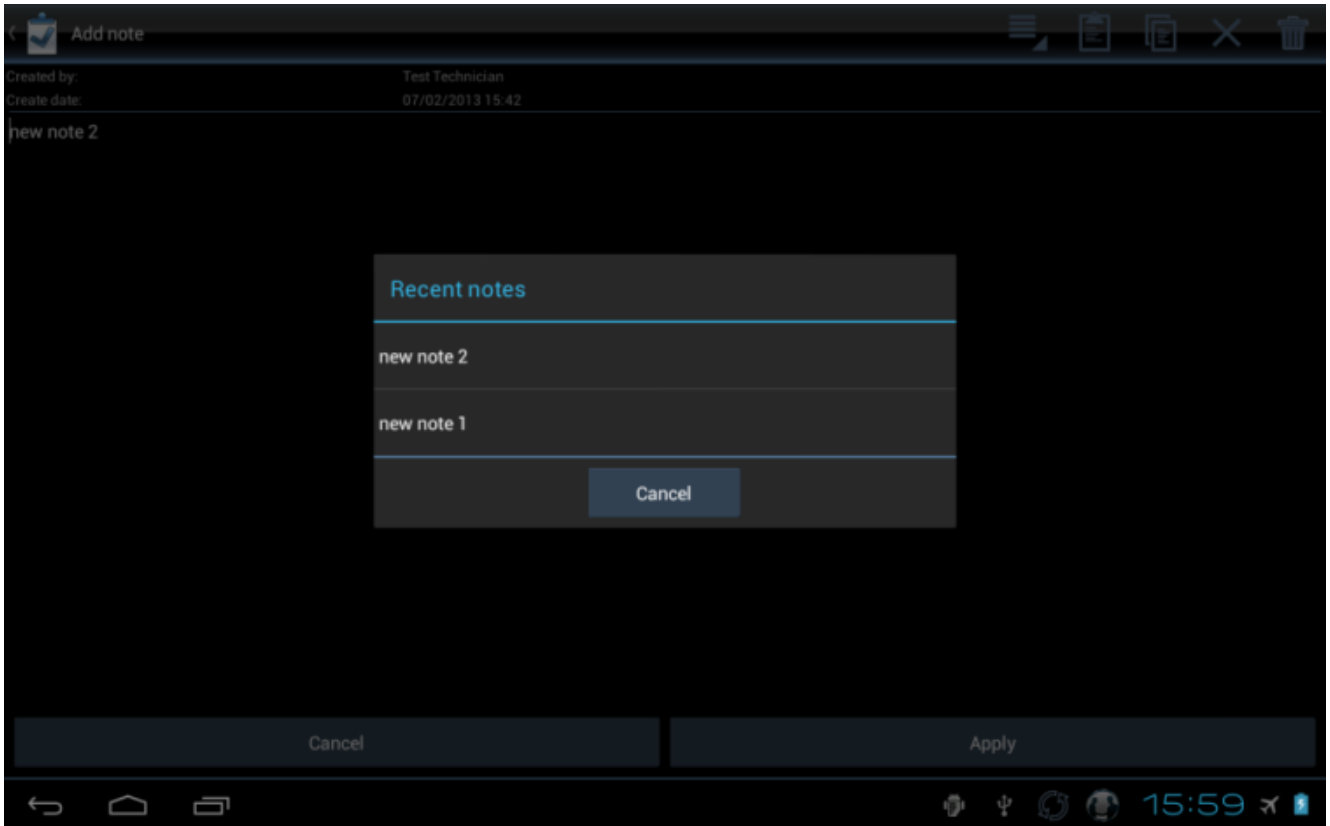 Add note
Created by: Test Technician
Create date: 07/02/2013 15:42
new note 2
Recent notes
new note 2
new note 1
Cancel
Cancel Apply
15:59